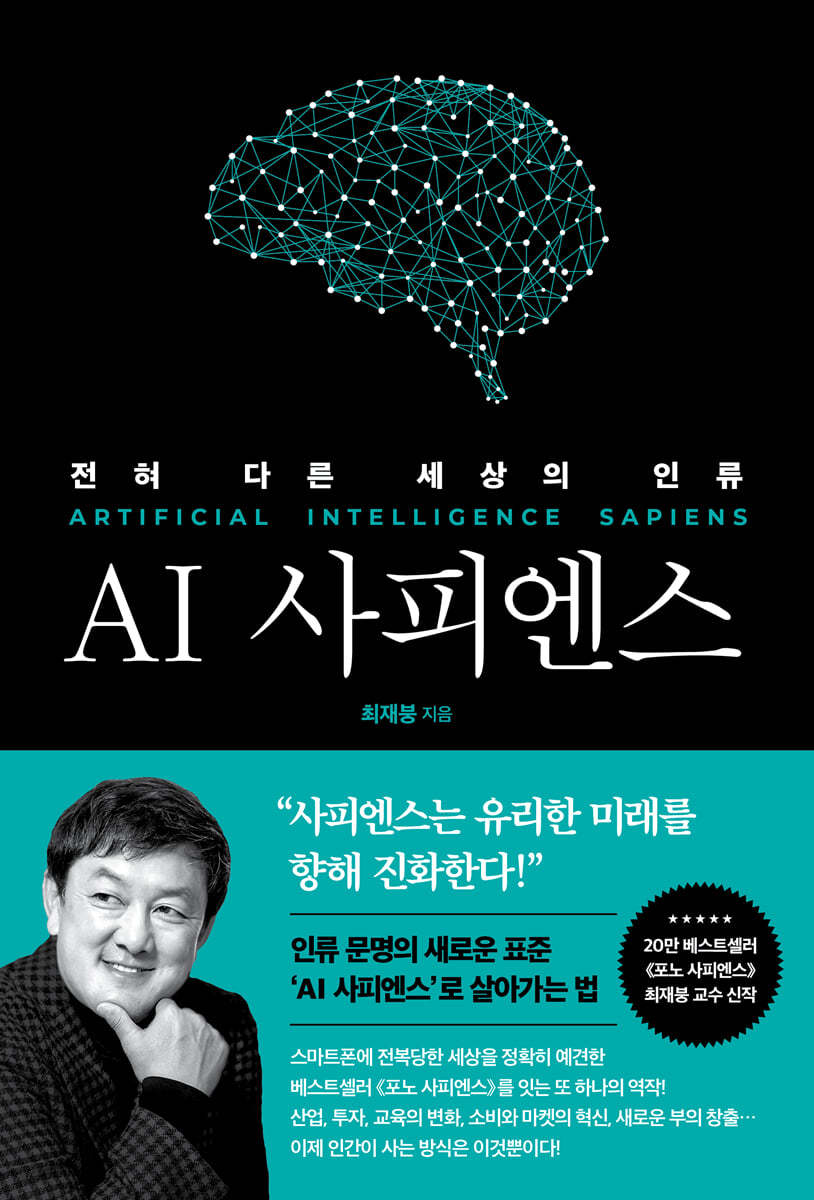 전혀 다른 세상의 인류
ARTIFICIAL INTELLIGENCE SAPIENS
AI 사피엔스
최재붕 지음
“사피엔스는 유리한 미래를
향해 진화한다!”
인류 문명의 새로운 표준
‘AI 사피엔스’로 살아가는 법
★★★★★
20만 베스트셀러
《포노 사피엔스》
최재붕 교수 신작
스마트폰에 전복당한 세상을 정확히 예견한
베스트셀러 《포노 사피엔스》를 잇는 또 하나의 역작!
산업, 투자, 교육의 변화, 소비와 마켓의 혁신, 새로운 부의 창출…
이제 인간이 사는 방식은 이것뿐이다!